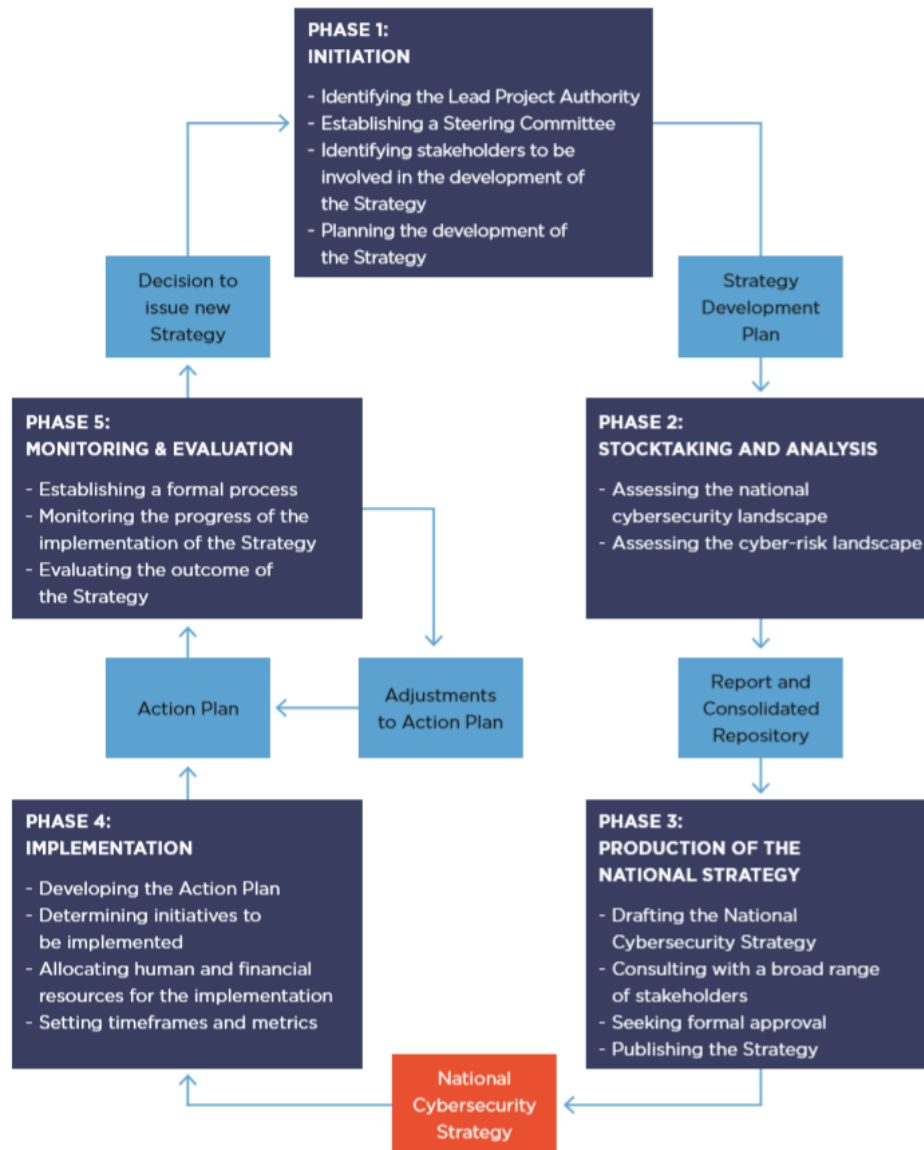 PHASE 1:
INITIATION
- Identifying the Lead Project Authority
- Establishing a Steering Committee
- Identifying stakeholders to be
involved in the development of
the Strategy
- Planning the development of
the Strategy
Decision to
issue new
Strategy
Strategy
Development
Plan
PHASE 5:
MONITORING & EVALUATION
- Establishing a formal process
- Monitoring the progress of the
implementation of the Strategy
- Evaluating the outcome of
the Strategy
PHASE 2:
STOCKTAKING AND ANALYSIS
- Assessing the national
cybersecurity landscape
- Assessing the cyber-risk landscape
Action Plan
Adjustments
to Action Plan
Report and
Consolidated
Repository
PHASE 4:
IMPLEMENTATION
- Developing the Action Plan
- Determining initiatives to
be implemented
- Allocating human and financial
resources for the implementation
- Setting timeframes and metrics
PHASE 3:
PRODUCTION OF THE
NATIONAL STRATEGY
- Drafting the National
Cybersecurity Strategy
- Consulting with a broad range
of stakeholders
- Seeking formal approval
- Publishing the Strategy
National
Cybersecurity
Strategy